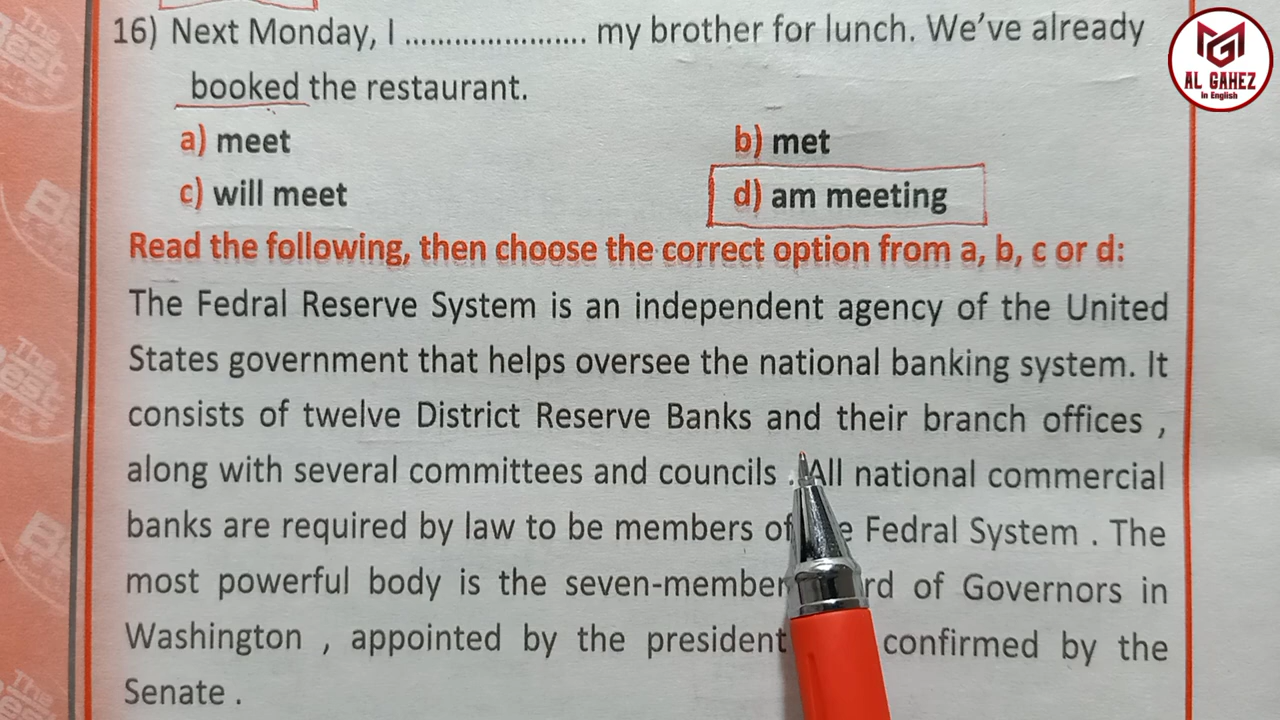 16) Next Monday, I ...................... my brother for lunch. We've already
booked the restaurant.
a) meet
b) met
c) will meet
d) am meeting
Read the following, then choose the correct option from a, b, c or d:
The Fedral Reserve System is an independent agency of the United
States government that helps oversee the national banking system. It
consists of twelve District Reserve Banks and their branch offices ,
along with several committees and councils . All national commercial
banks are required by law to be members of Fedral System . The
most powerful body is the seven-member of Governors in
Washington , appointed by the president confirmed by the
Senate .
AL GAHEZ
in English
The
Best